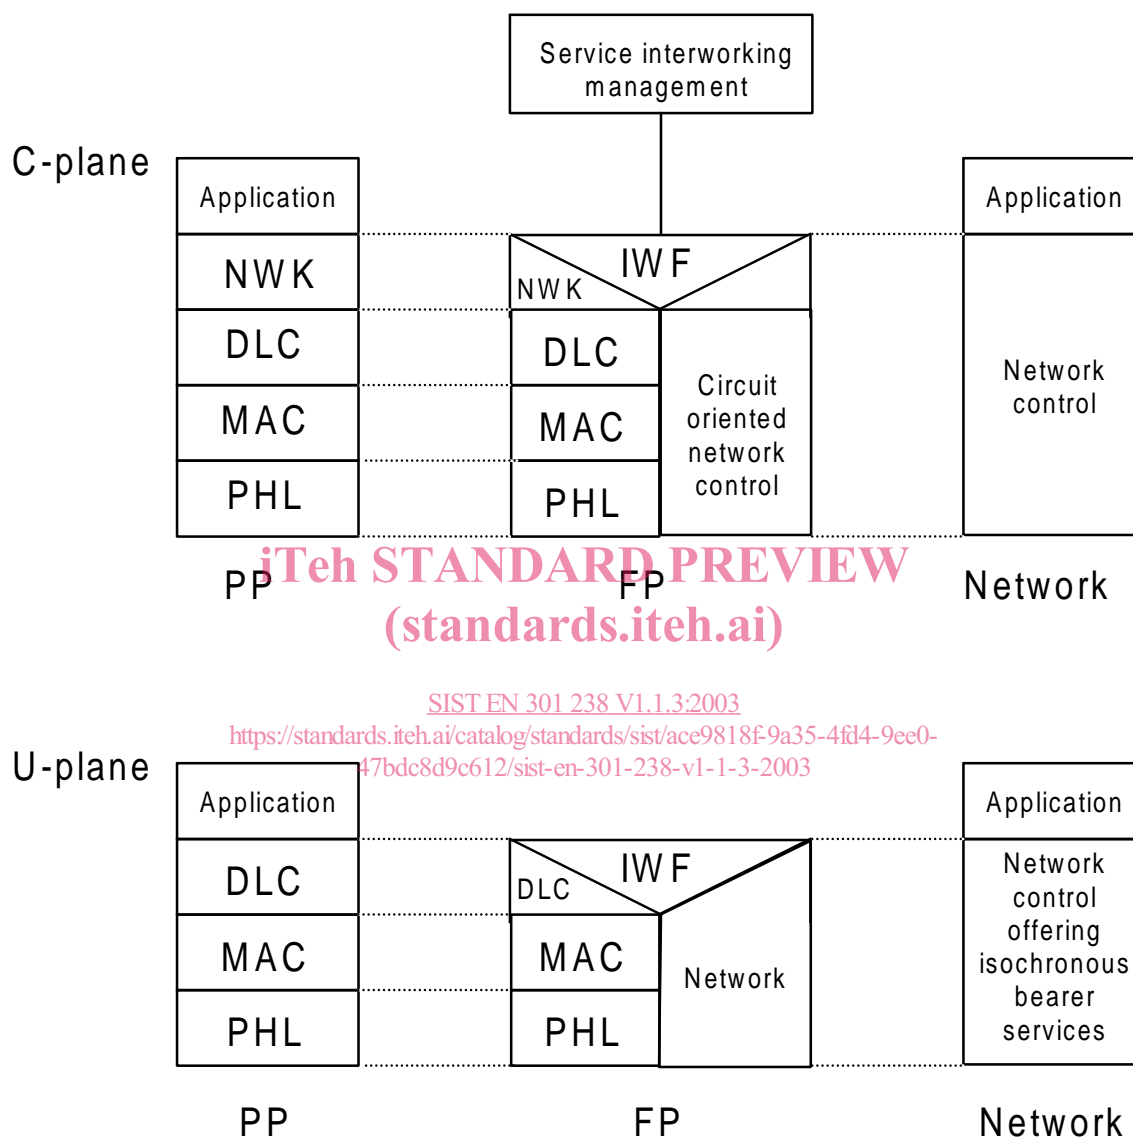 Service interworking
management
C-plane
Application
Application
NWK
IWF
NWK
DLC
DLC
Circuit
oriented
network
control
Network
control
MAC
MAC
PHL
PHL
iTeh STANDARD PREVIEW
PP
FP
Network
(standards.iteh.ai)
SIST EN 301 238 V1.1.3:2003
https://standards.iteh.ai/catalog/standards/sist/ace9818f-9a35-4fd4-9ee0-
47bdc8d9c612/sist-en-301-238-v1-1-3-2003
U-plane
Application
Application
DLC
IWF
DLC
Network
control
offering
isochronous
bearer
services
MAC
MAC
Network
PHL
PHL
PP
FP
Network